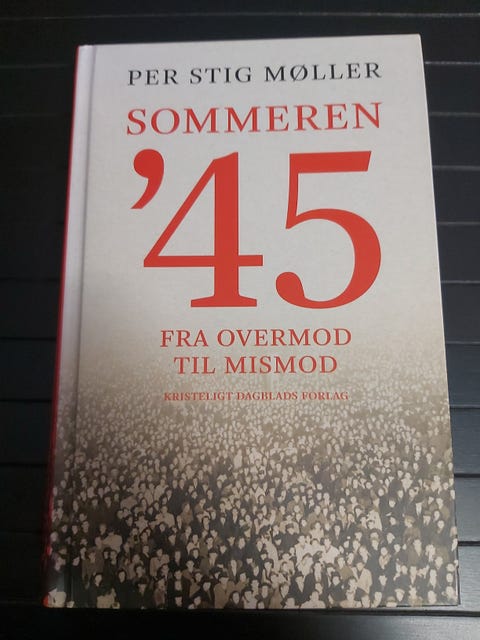 PER STIG MØLLER
SOMMEREN
’45
FRA OVERMOD
TIL MISMOD
KRISTELIGT DAGBLADS FORLAG